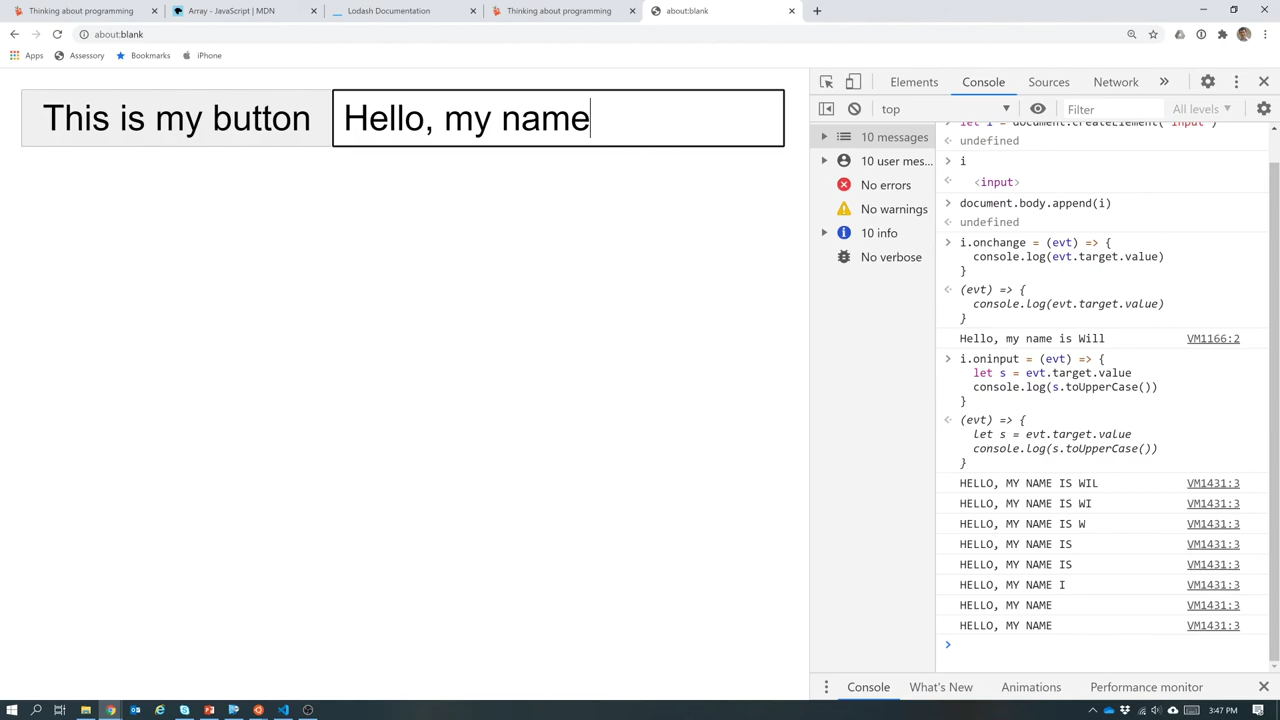 Thinking about programming
Array - JavaScript | MDN
Lodash Documentation
Thinking about programming
about:blank
about:blank
Apps
Assessory
Bookmarks
iPhone
Elements
Console
Sources
Network
top
Filter
All levels
This is my button
Hello, my name
10 messages
10 user mes...
No errors
No warnings
10 info
No verbose
let i = document.createElement("input")
undefined
i
<input>
document.body.append(i)
undefined
i.onchange = (evt) => {
console.log(evt.target.value)
}
(evt) => {
console.log(evt.target.value)
}
Hello, my name is Will VM1166:2
i.oninput = (evt) => {
let s = evt.target.value
console.log(s.toUpperCase())
}
(evt) => {
let s = evt.target.value
console.log(s.toUpperCase())
}
HELLO, MY NAME IS WIL VM1431:3
HELLO, MY NAME IS WI VM1431:3
HELLO, MY NAME IS W VM1431:3
HELLO, MY NAME IS VM1431:3
HELLO, MY NAME IS VM1431:3
HELLO, MY NAME I VM1431:3
HELLO, MY NAME VM1431:3
HELLO, MY NAME VM1431:3
Console
What's New
Animations
Performance monitor
3:47 PM